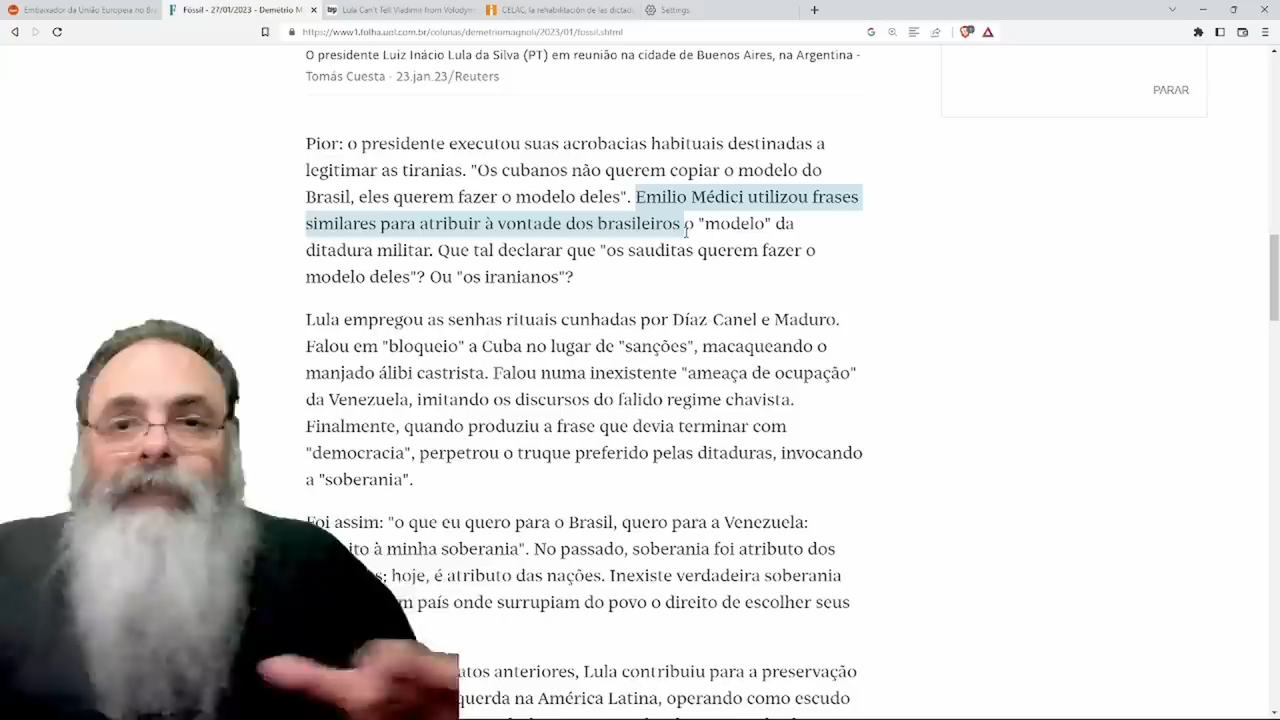 Embaixador da União Europeia no Br
Fóssil - 27/01/2023 - Demétrio M
Lula Can't Tell Vladimir from Volodym
CELAC, la rehabilitación de las dictad
Settings
https://www1.folha.uol.com.br/colunas/demetriomagnoli/2023/01/fossil.shtml
O presidente Luiz Inácio Lula da Silva (PT) em reunião na cidade de Buenos Aires, na Argentina -
Tomás Cuesta - 23.jan.23/Reuters
PARAR
Pior: o presidente executou suas acrobacias habituais destinadas a
legitimar as tiranias. "Os cubanos não querem copiar o modelo do
Brasil, eles querem fazer o modelo deles". Emilio Médici utilizou frases
similares para atribuir à vontade dos brasileiros o "modelo" da
ditadura militar. Que tal declarar que "os sauditas querem fazer o
modelo deles"? Ou "os iranianos"?
Lula empregou as senhas rituais cunhadas por Díaz-Canel e Maduro.
Falou em "bloqueio" a Cuba no lugar de "sanções", macaqueando o
manjado álibi castrista. Falou numa inexistente "ameaça de ocupação"
da Venezuela, imitando os discursos do falido regime chavista.
Finalmente, quando produziu a frase que devia terminar com
"democracia", perpetrou o truque preferido pelas ditaduras, invocando
a "soberania".
Foi assim: "o que eu quero para o Brasil, quero para a Venezuela:
ito à minha soberania". No passado, soberania foi atributo dos
s; hoje, é atributo das nações. Inexiste verdadeira soberania
m país onde surrupiam do povo o direito de escolher seus
atos anteriores, Lula contribuiu para a preservação
querda na América Latina, operando como escudo